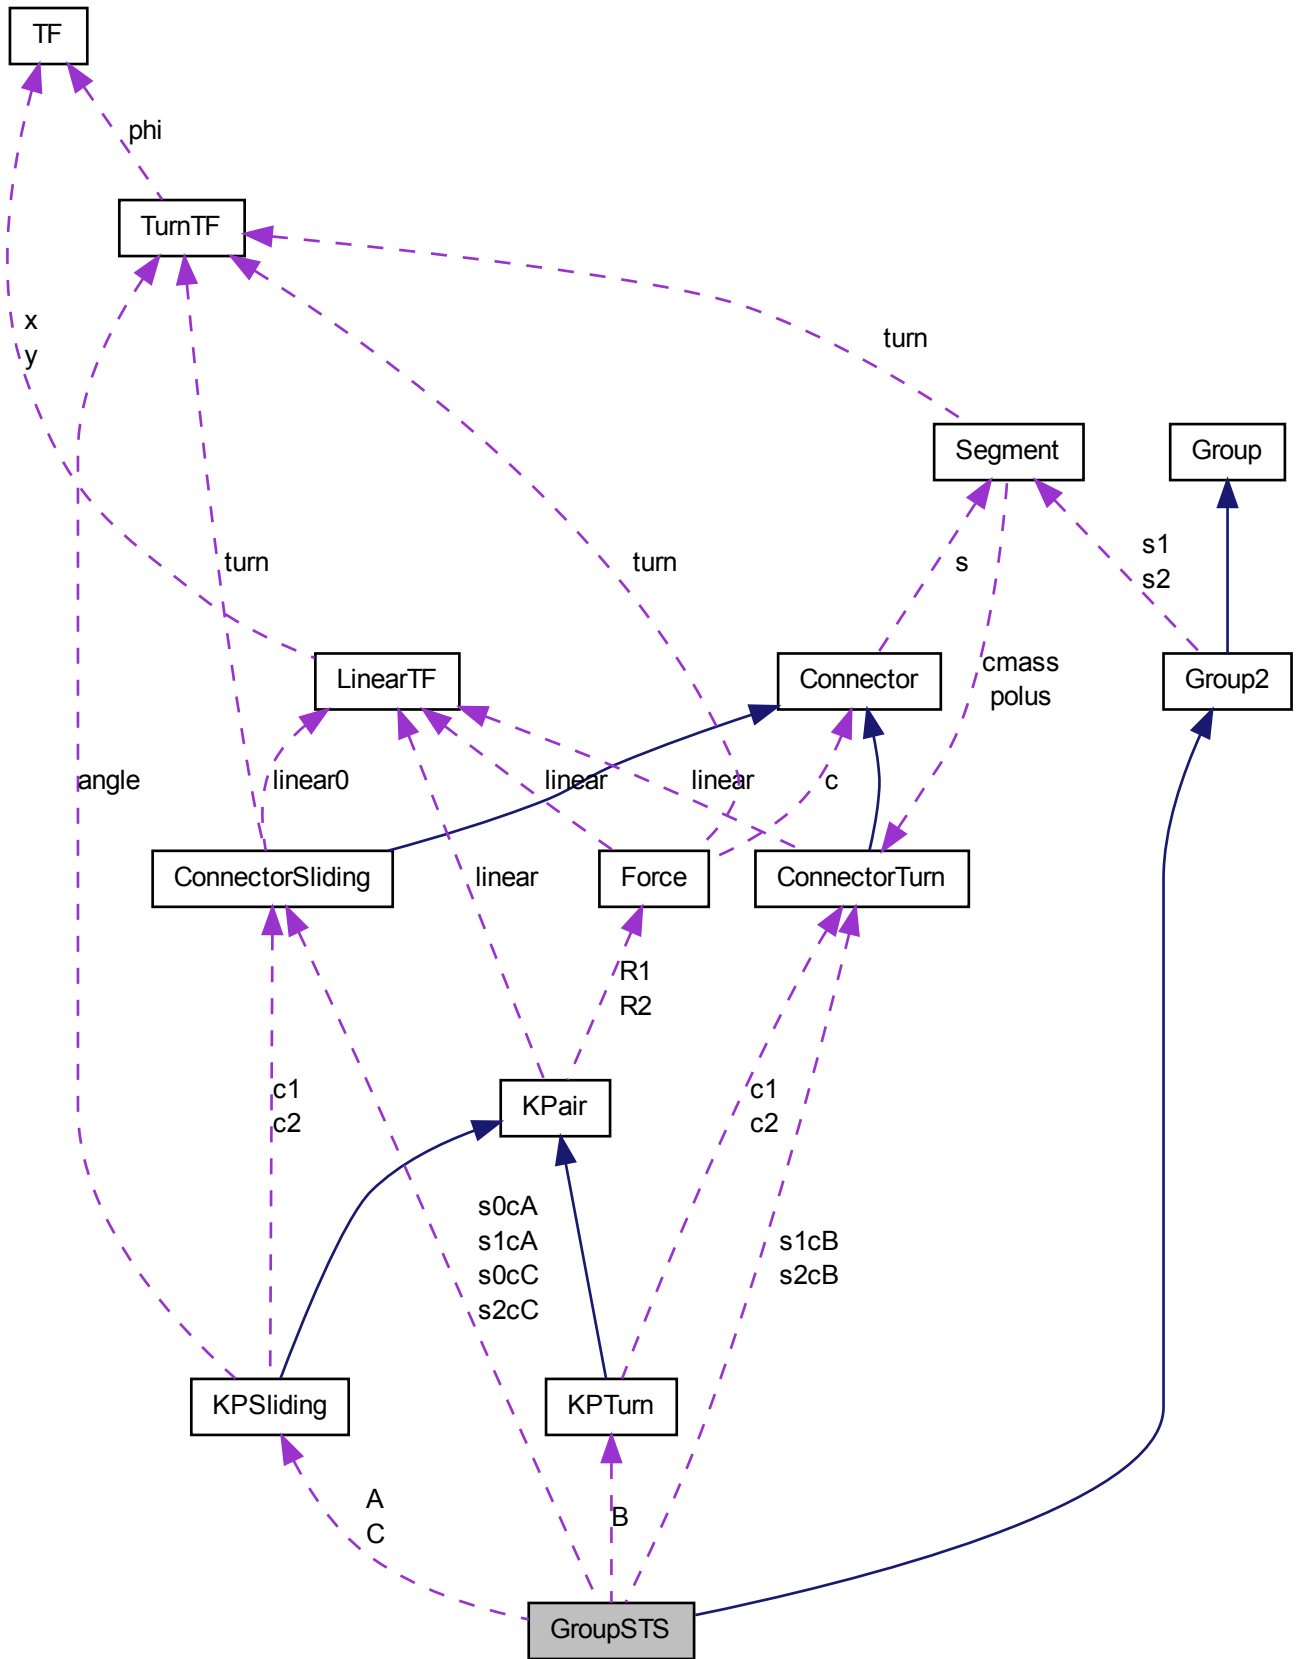 TF
phi
TurnTF
x
y
turn
Segment
Group
turn
turn
s
s1
s2
LinearTF
Connector
cmass
polus
Group2
angle
linear0
linear
linear
c
ConnectorSliding
linear
Force
ConnectorTurn
R1
R2
c1
c2
KPair
c1
c2
s0cA
s1cA
s0cC
s2cC
s1cB
s2cB
KPSliding
KPTurn
A
C
B
GroupSTS